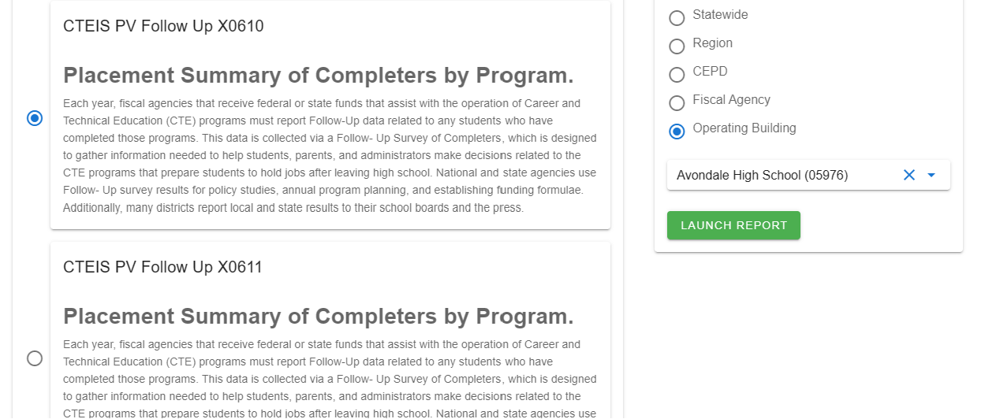 CTEIS PV Follow Up X0610
Placement Summary of Completers by Program.
Each year, fiscal agencies that receive federal or state funds that assist with the operation of Career and
Technical Education (CTE) programs must report Follow-Up data related to any students who have
completed those programs. This data is collected via a Follow- Up Survey of Completers, which is designed
to gather information needed to help students, parents, and administrators make decisions related to the
CTE programs that prepare students to hold jobs after leaving high school. National and state agencies use
Follow- Up survey results for policy studies, annual program planning, and establishing funding formulae.
Additionally, many districts report local and state results to their school boards and the press.
CTEIS PV Follow Up X0611
Placement Summary of Completers by Program.
Each year, fiscal agencies that receive federal or state funds that assist with the operation of Career and
Technical Education (CTE) programs must report Follow-Up data related to any students who have
completed those programs. This data is collected via a Follow- Up Survey of Completers, which is designed
to gather information needed to help students, parents, and administrators make decisions related to the
CTE programs that prepare students to hold jobs after leaving high school. National and state agencies use
Statewide
Region
CEPD
Fiscal Agency
Operating Building
Avondale High School (05976)
LAUNCH REPORT